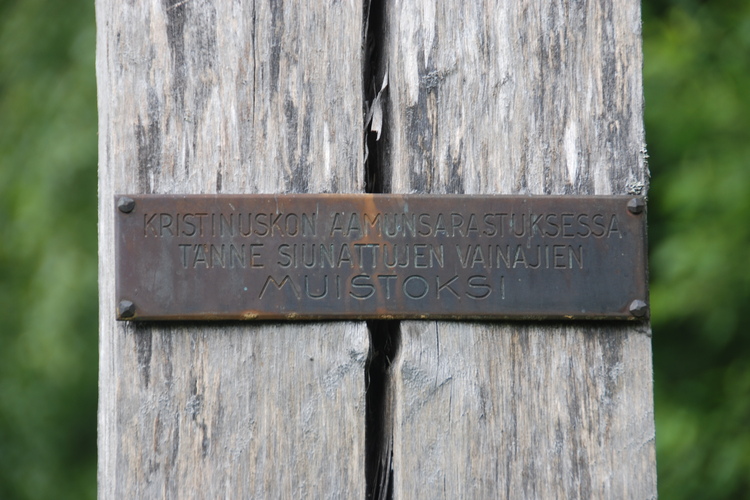 KRISTINUSKON AAMUNSARASTUKSESSA
TÄNNE SIUNATTUJEN VAINAJIEN
MUISTOKSI